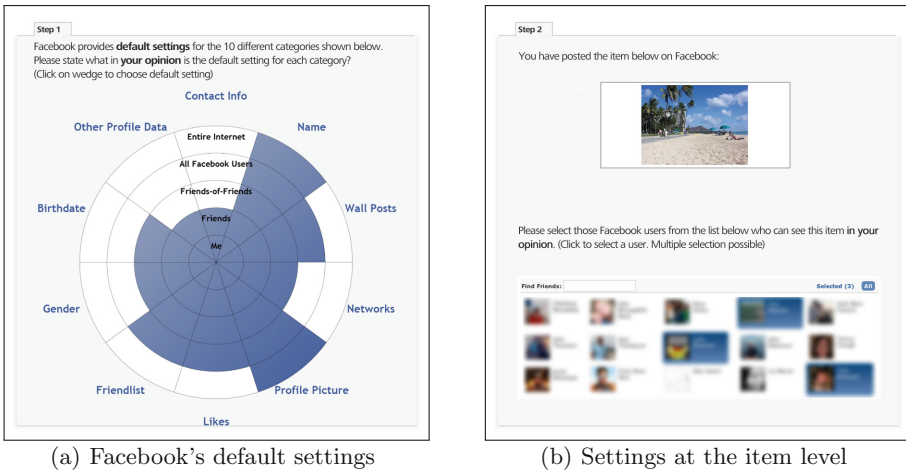 Step 1
Facebook provides default settings for the 10 different categories shown below.
Please state what in your opinion is the default setting for each category?
(Click on wedge to choose default setting)
Contact Info
Other Profile Data
Name
Entire Internet
All Facebook Users
Friends-of-Friends
Birthdate
Wall Posts
Friends
Me
Gender
Networks
Friendlist
Profile Picture
Likes
(a) Facebook's default settings
Step 2
You have posted the item below on Facebook:
Please select those Facebook users from the list below who can see this item in your
opinion. (Click to select a user. Multiple selection possible)
Find Friends:
Selected (3) All
(b) Settings at the item level